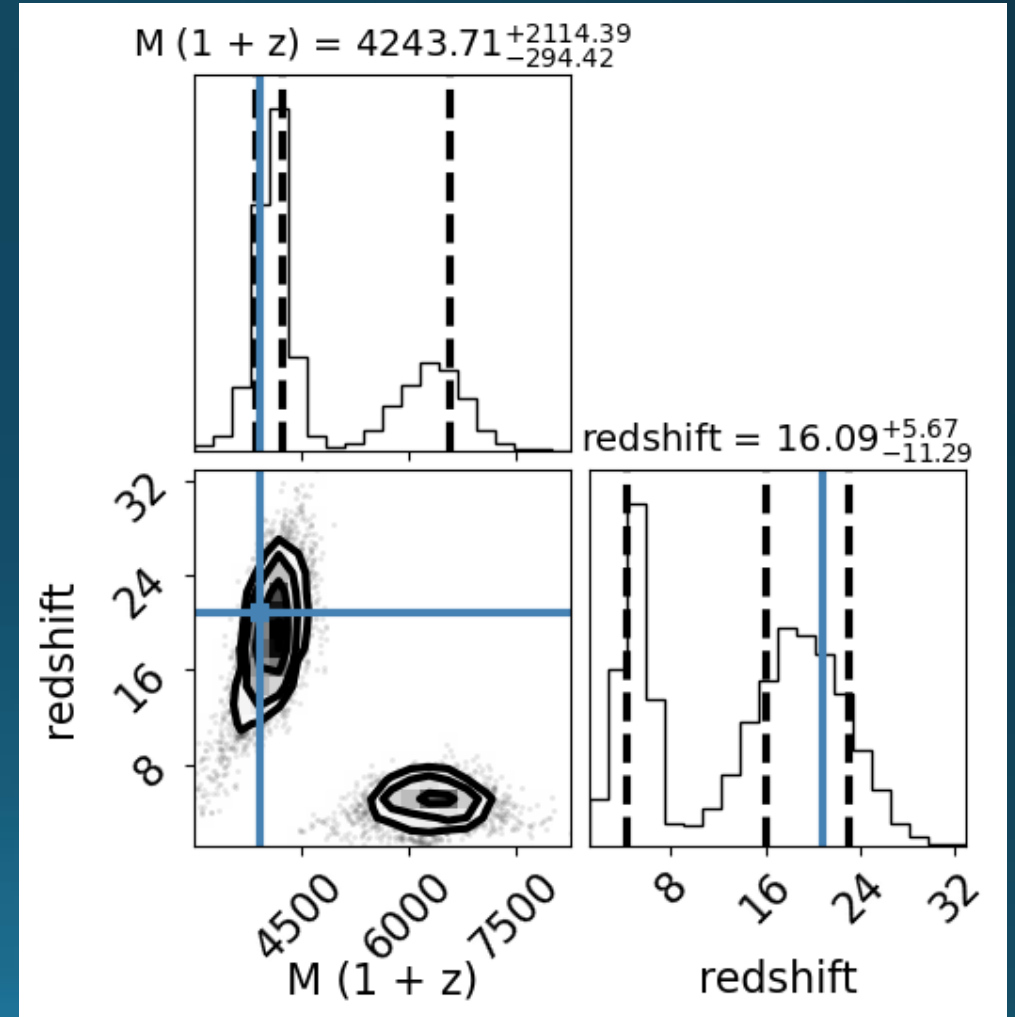 M (1 + z) = 4243.71^{+2114.39}_{-294.42}
redshift = 16.09^{+5.67}_{-11.29}
32
24
16
8
redshift
4500
6000
7500
M (1 + z)
8
16
24
32
redshift